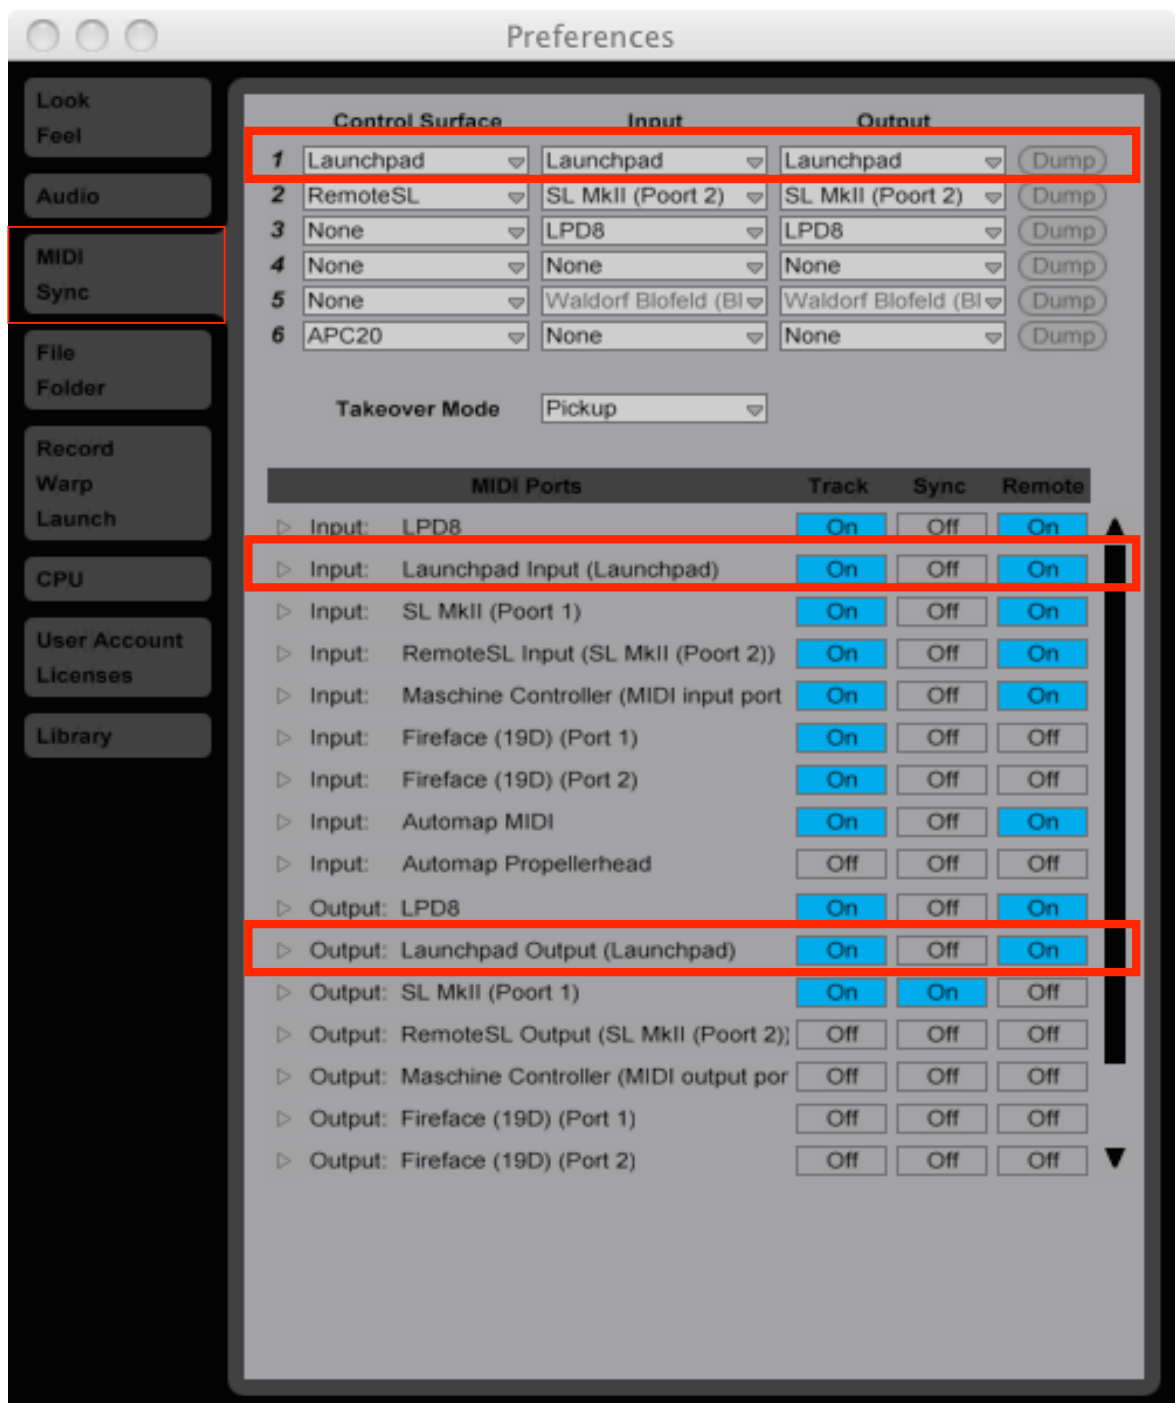 Preferences
Look
Feel
Audio
MIDI
Sync
File
Folder
Record
Warp
Launch
CPU
User Account
Licenses
Library
Control Surface Input Output
1 Launchpad Launchpad Launchpad Dump
2 RemoteSL SL MkII (Poort 2) SL MkII (Poort 2) Dump
3 None LPD8 LPD8 Dump
4 None None None Dump
5 None Waldorf Blofeld (Bl Waldorf Blofeld (Bl Dump
6 APC20 None None Dump
Takeover Mode Pickup
MIDI Ports Track Sync Remote
Input: LPD8 On Off On
Input: Launchpad Input (Launchpad) On Off On
Input: SL MkII (Poort 1) On Off On
Input: RemoteSL Input (SL MkII (Poort 2)) On Off On
Input: Maschine Controller (MIDI input port On Off On
Input: Fireface (19D) (Port 1) On Off Off
Input: Fireface (19D) (Port 2) On Off Off
Input: Automap MIDI On Off On
Input: Automap Propellerhead Off Off Off
Output: LPD8 On Off On
Output: Launchpad Output (Launchpad) On Off On
Output: SL MkII (Poort 1) On On Off
Output: RemoteSL Output (SL MkII (Poort 2)) Off Off Off
Output: Maschine Controller (MIDI output por Off Off Off
Output: Fireface (19D) (Port 1) Off Off Off
Output: Fireface (19D) (Port 2) Off Off Off